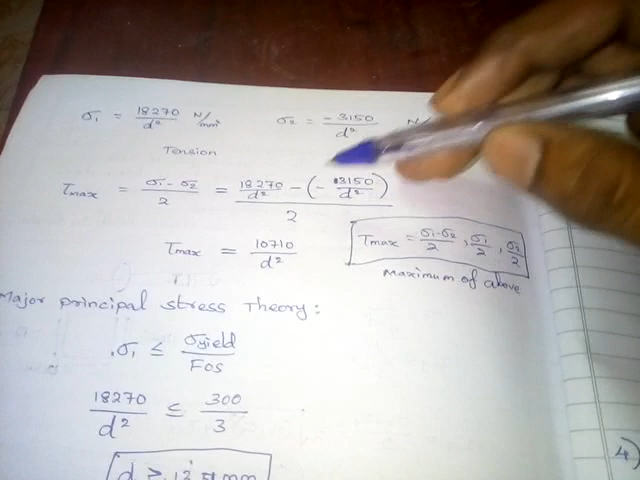 σ₁ = 18270/d² N/mm² σ₂ = -3150/d² N/
Tension
τmax = (σ₁ - σ₂)/2 = (18270/d² - (-3150/d²))/2
τmax = 10710/d² τmax = (σ₁-σ₂)/2, σ₁/2, σ₂/2
maximum of above
Major principal stress Theory:
σ₁ ≤ σyield/FOS
18270/d² ≤ 300/3
d ≥ mm
4)